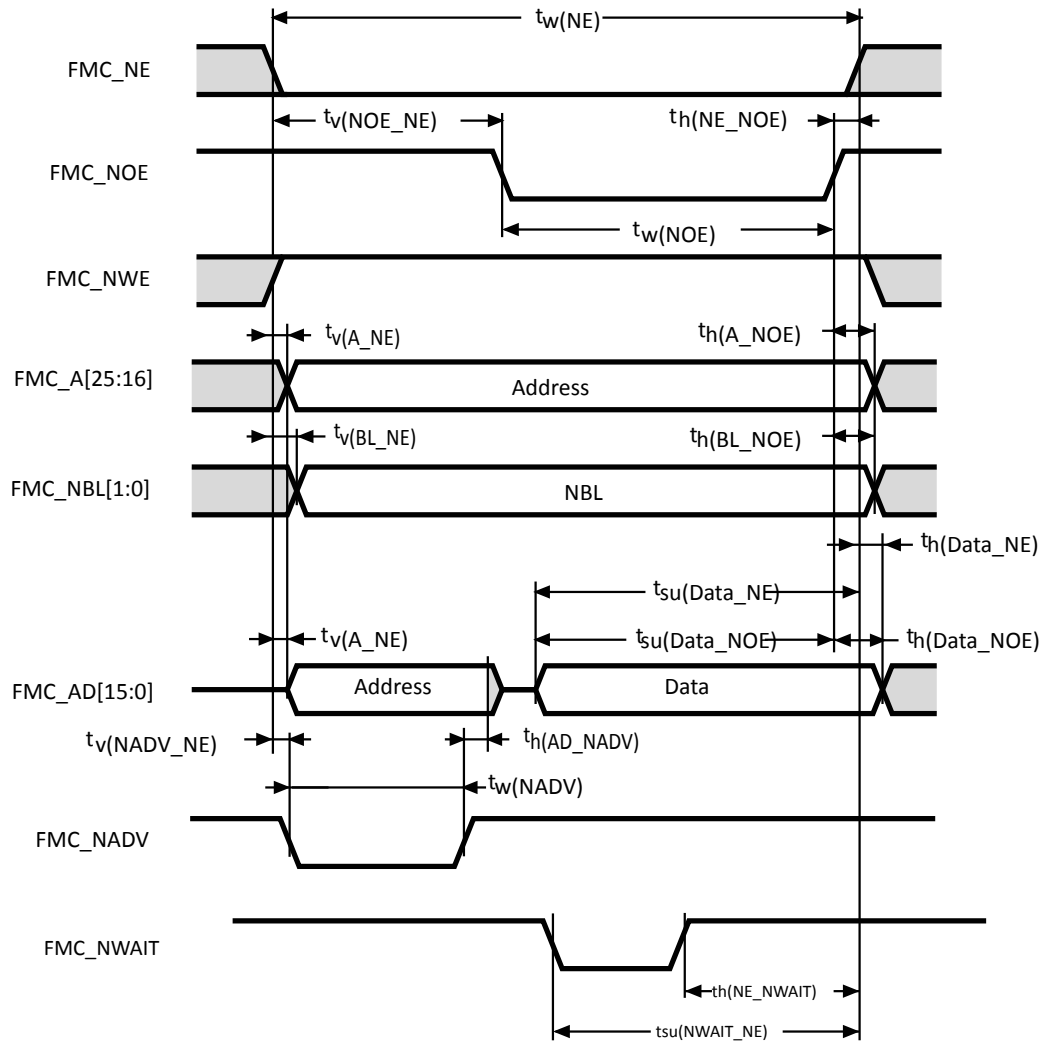 tw(NE)
FMC_NE
tv(NOE_NE)
th(NE_NOE)
FMC_NOE
tw(NOE)
FMC_NWE
tv(A_NE)
th(A_NOE)
FMC_A[25:16]
Address
tv(BL_NE)
th(BL_NOE)
FMC_NBL[1:0]
NBL
th(Data_NE)
tsu(Data_NE)
tv(A_NE)
tsu(Data_NOE)
th(Data_NOE)
FMC_AD[15:0]
Address
Data
tv(NADV_NE)
th(AD_NADV)
tw(NADV)
FMC_NADV
FMC_NWAIT
th(NE_NWAIT)
tsu(NWAIT_NE)